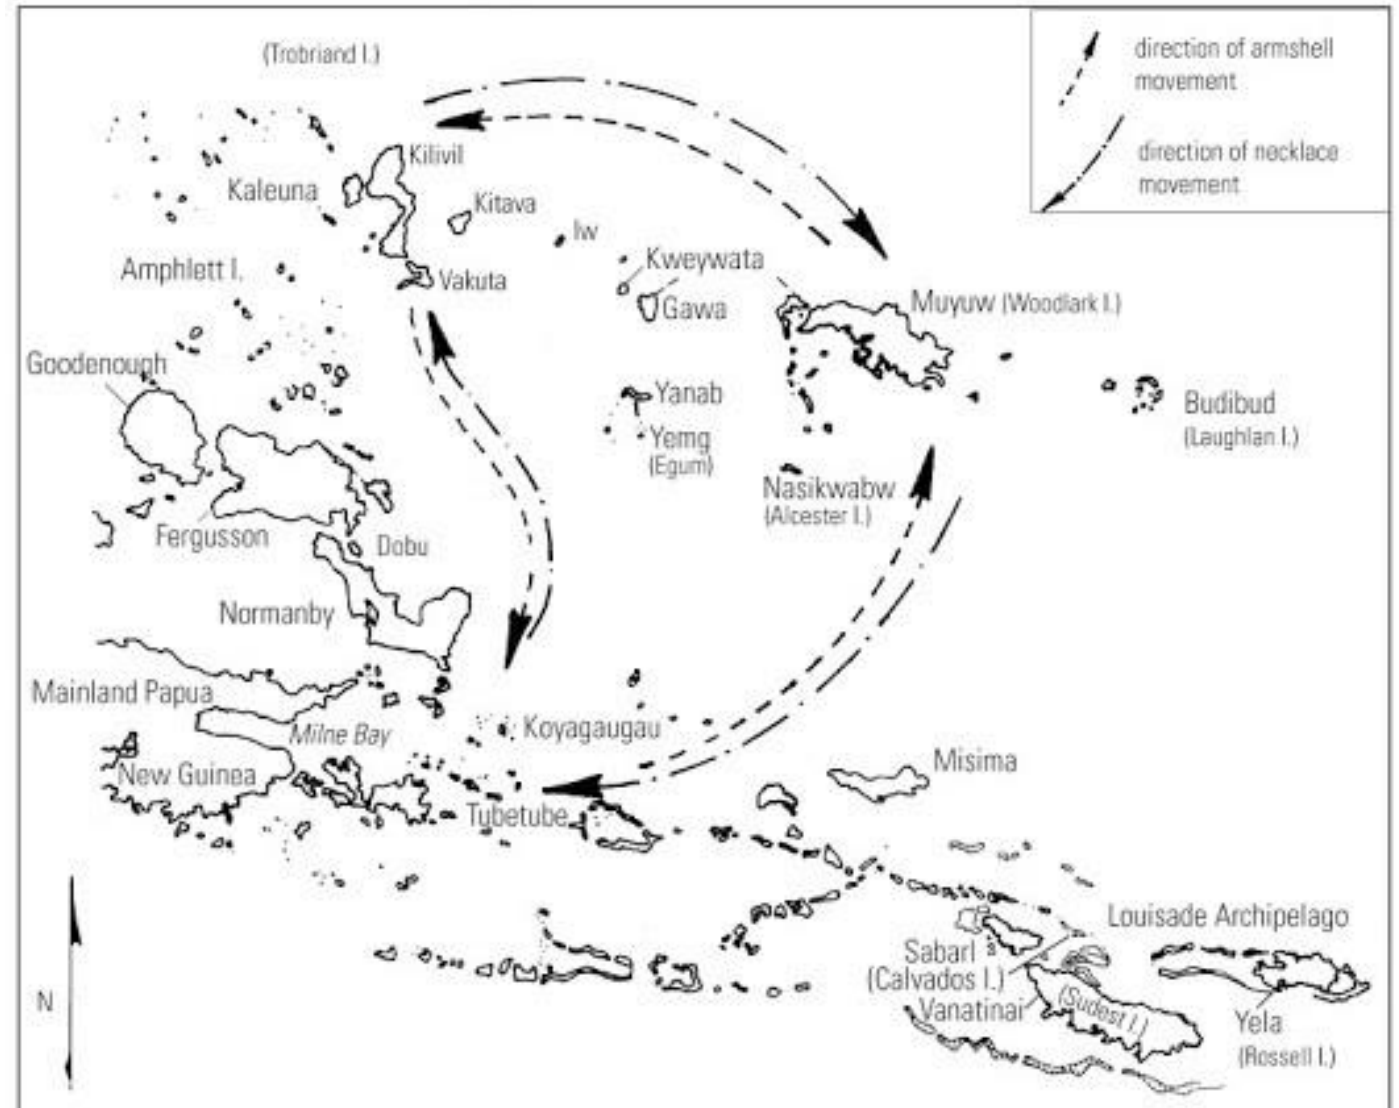 (Trobriand I.)
direction of armshell
movement
direction of necklace
movement
Kilivil
Kaleuna
Kitava
Iw
Kweywata
Amphlett I.
Vakuta
Gawa
Muyuw (Woodlark I.)
Goodenough
Yanab
Budibud
(Laughlan I.)
Yemg
(Egum)
Nasikwabw
(Alcester I.)
Fergusson
Dobu
Normanby
Mainland Papua
Milne Bay
Koyagaugau
New Guinea
Misima
Tubetube
Louisade Archipelago
Sabarl
(Calvados I.)
Vanatinai
(Sudest I.)
N
Yela
(Rossell I.)